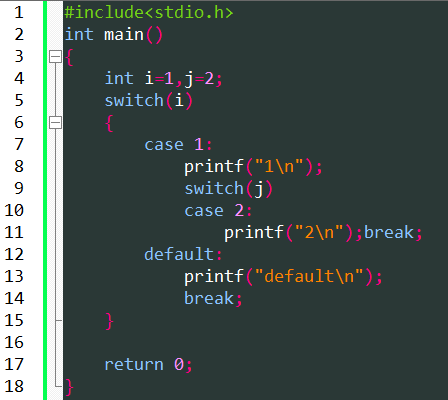 1 #include<stdio.h>
2 int main()
3 {
4     int i=1,j=2;
5     switch(i)
6     {
7         case 1:
8             printf("1\n");
9             switch(j)
10             case 2:
11                 printf("2\n");break;
12         default:
13             printf("default\n");
14             break;
15     }
16
17     return 0;
18 }